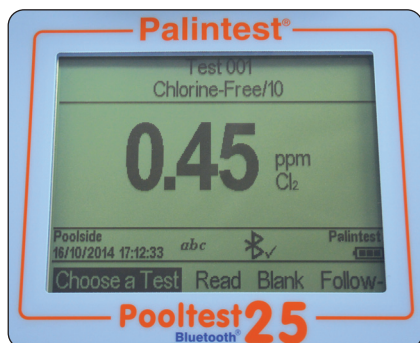 Palintest®
Test 001
Chlorine-Free/10
0.45 ppm
Cl₂
Poolside abc Palintest
16/10/2014 17:12:33
Choose a Test Read Blank Follow-
Pooltest 25
Bluetooth®